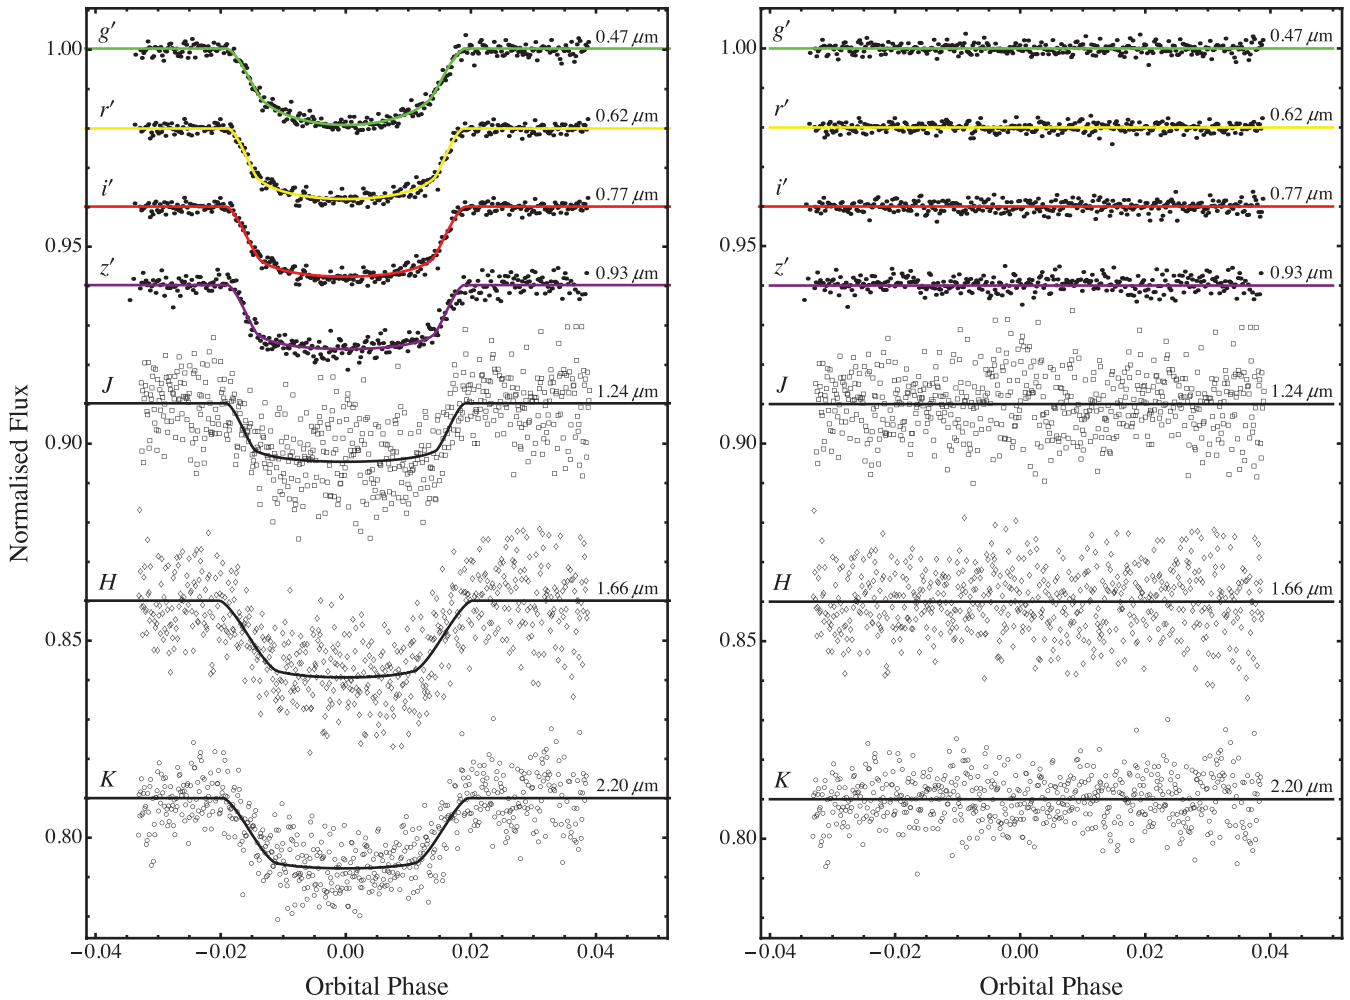 g′ 0.47 μm
1.00
r′ 0.62 μm
i′ 0.77 μm
0.95
z′ 0.93 μm
J 1.24 μm
0.90
H 1.66 μm
0.85
K 2.20 μm
0.80
−0.04 −0.02 0.00 0.02 0.04
Orbital Phase
Normalised Flux
g′ 0.47 μm
1.00
r′ 0.62 μm
i′ 0.77 μm
0.95
z′ 0.93 μm
J 1.24 μm
0.90
H 1.66 μm
0.85
K 2.20 μm
0.80
−0.04 −0.02 0.00 0.02 0.04
Orbital Phase